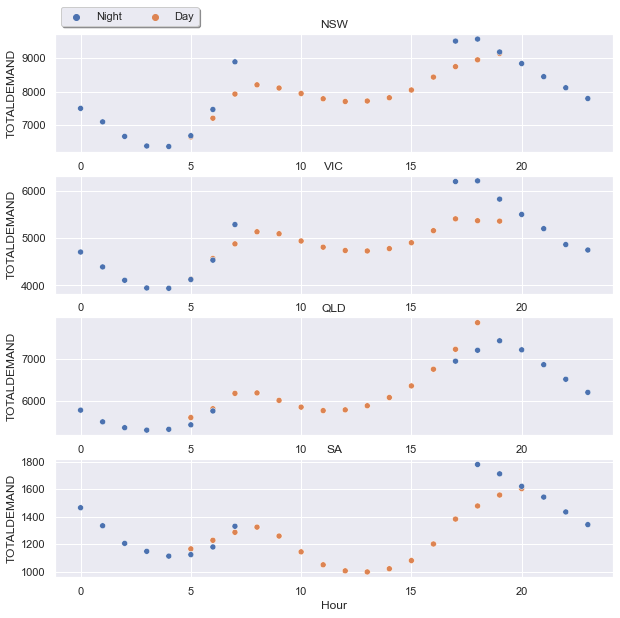 Night Day
NSW
TOTALDEMAND
9000
8000
7000
0 5 10 15 20
VIC
TOTALDEMAND
6000
5000
4000
0 5 10 15 20
QLD
TOTALDEMAND
7000
6000
0 5 10 15 20
SA
TOTALDEMAND
1800
1600
1400
1200
1000
0 5 10 15 20
Hour